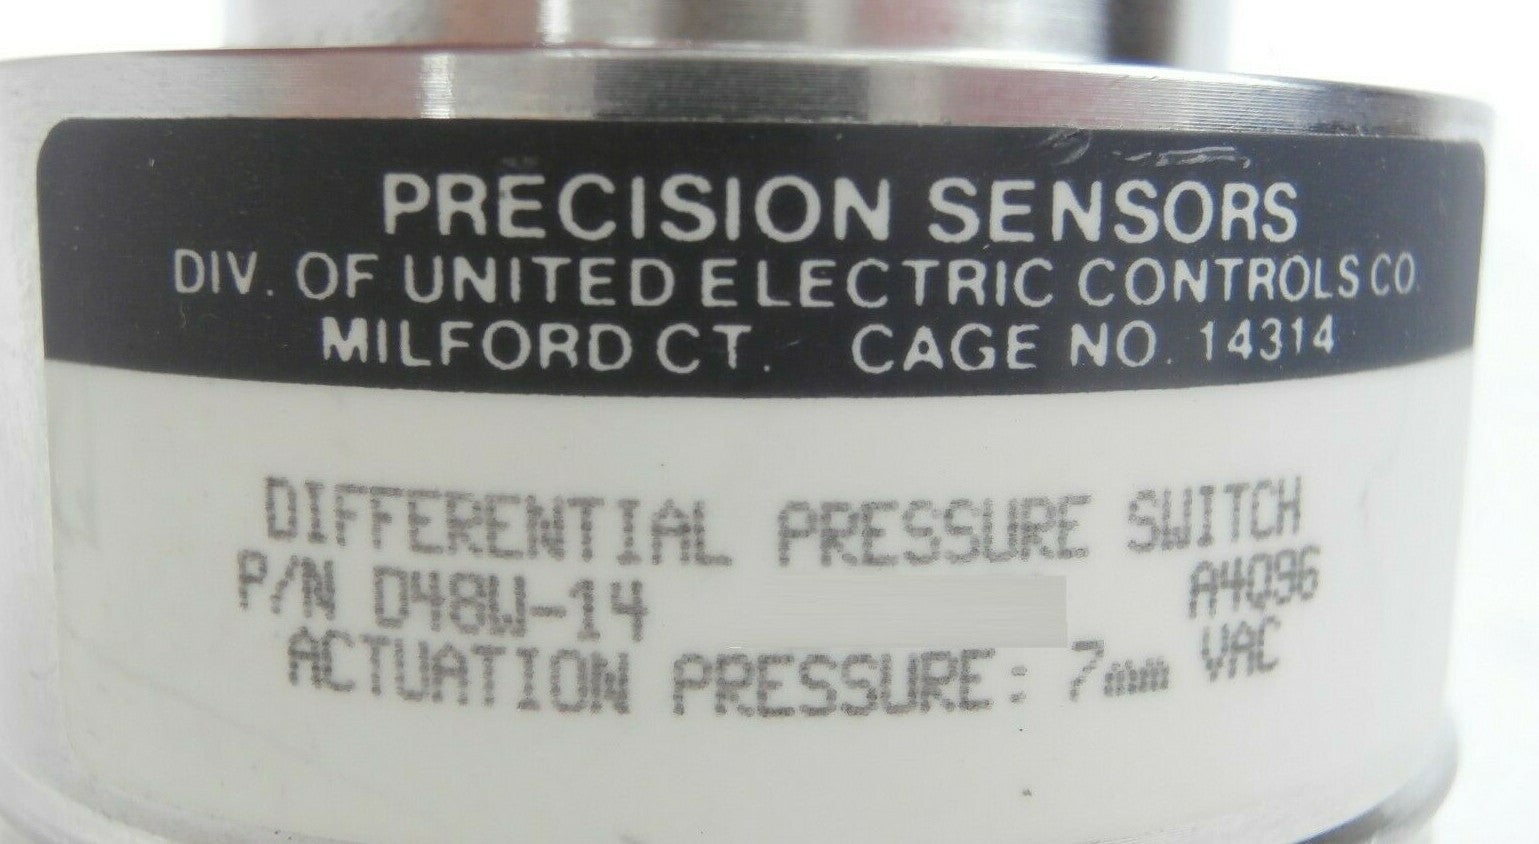 PRECISION SENSORS
DIV. OF UNITED ELECTRIC CONTROLS CO.
MILFORD CT. CAGE NO. 14314
DIFFERENTIAL PRESSURE SWITCH
P/N D48W-14 A4Q96
ACTUATION PRESSURE: 7mm VAC